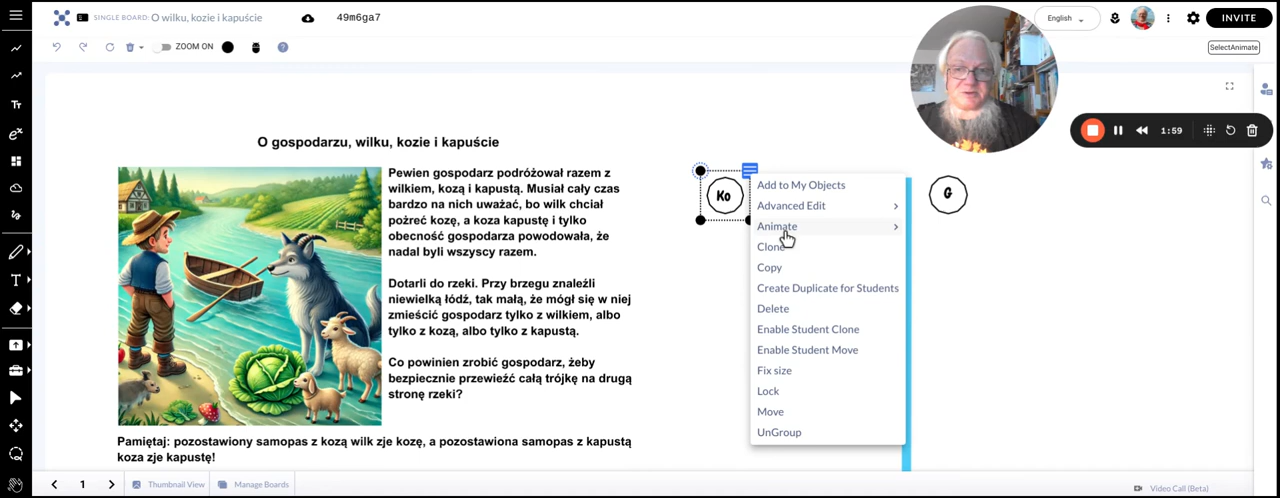 SINGLE BOARD: O wilku, kozie i kapuście
49m6ga7
English
INVITE
ZOOM ON
SelectAnimate
1:59
O gospodarzu, wilku, kozie i kapuście
Pewien gospodarz podróżował razem z
wilkiem, kozą i kapustą. Musiał cały czas
bardzo na nich uważać, bo wilk chciał
pożreć kozę, a koza kapustę i tylko
obecność gospodarza powodowała, że
nadal byli wszyscy razem.
Dotarli do rzeki. Przy brzegu znaleźli
niewielką łódź, tak małą, że mógł się w niej
zmieścić gospodarz tylko z wilkiem, albo
tylko z kozą, albo tylko z kapustą.
Co powinien zrobić gospodarz, żeby
bezpiecznie przewieźć całą trójkę na drugą
stronę rzeki?
Pamiętaj: pozostawiony samopas z kozą wilk zje kozę, a pozostawiona samopas z kapustą
koza zje kapustę!
Ko
G
Add to My Objects
Advanced Edit
Animate
Clone
Copy
Create Duplicate for Students
Delete
Enable Student Clone
Enable Student Move
Fix size
Lock
Move
UnGroup
Tт
eˣ
T
1
Thumbnail View
Manage Boards
Video Call (Beta)